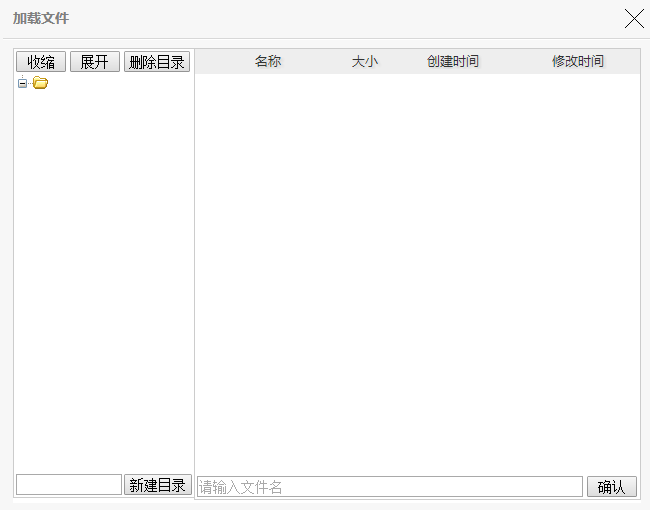 加载文件
收缩 展开 删除目录
名称 大小 创建时间 修改时间
新建目录
请输入文件名 确认